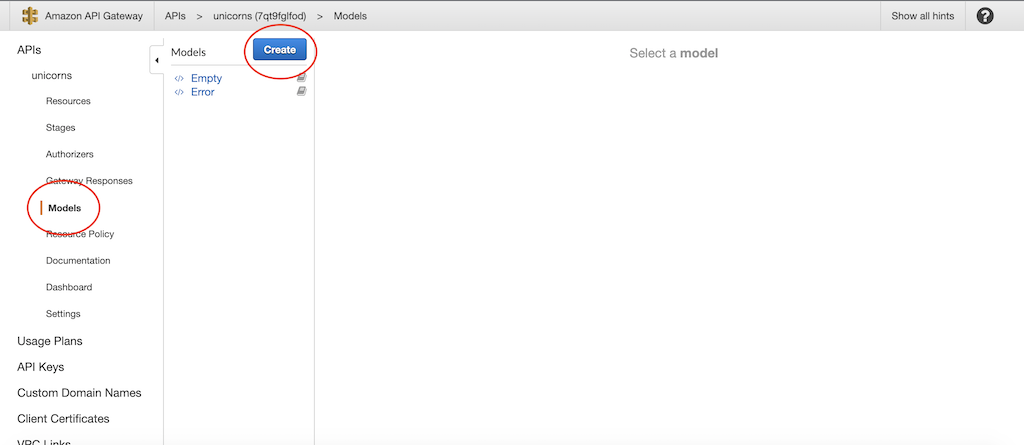 Amazon API Gateway APIs > unicorns (7qt9fglfod) > Models Show all hints ?
APIs
unicorns
Resources
Stages
Authorizers
Gateway Responses
Models
Resource Policy
Documentation
Dashboard
Settings
Usage Plans
API Keys
Custom Domain Names
Client Certificates
VPC Links
Models Create
</> Empty
</> Error
Select a model